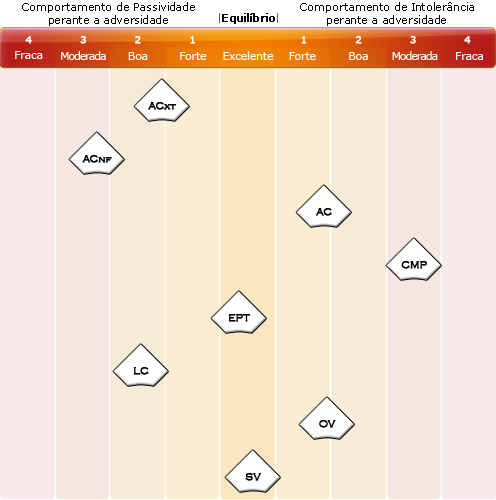 Comportamento de Passividade
perante a adversidade
|Equilíbrio|
Comportamento de Intolerância
perante a adversidade
4 3 2 1 1 2 3 4
Fraca Moderada Boa Forte Excelente Forte Boa Moderada Fraca
ACXT
ACNF
AC
CMP
EPT
LC
OV
SV